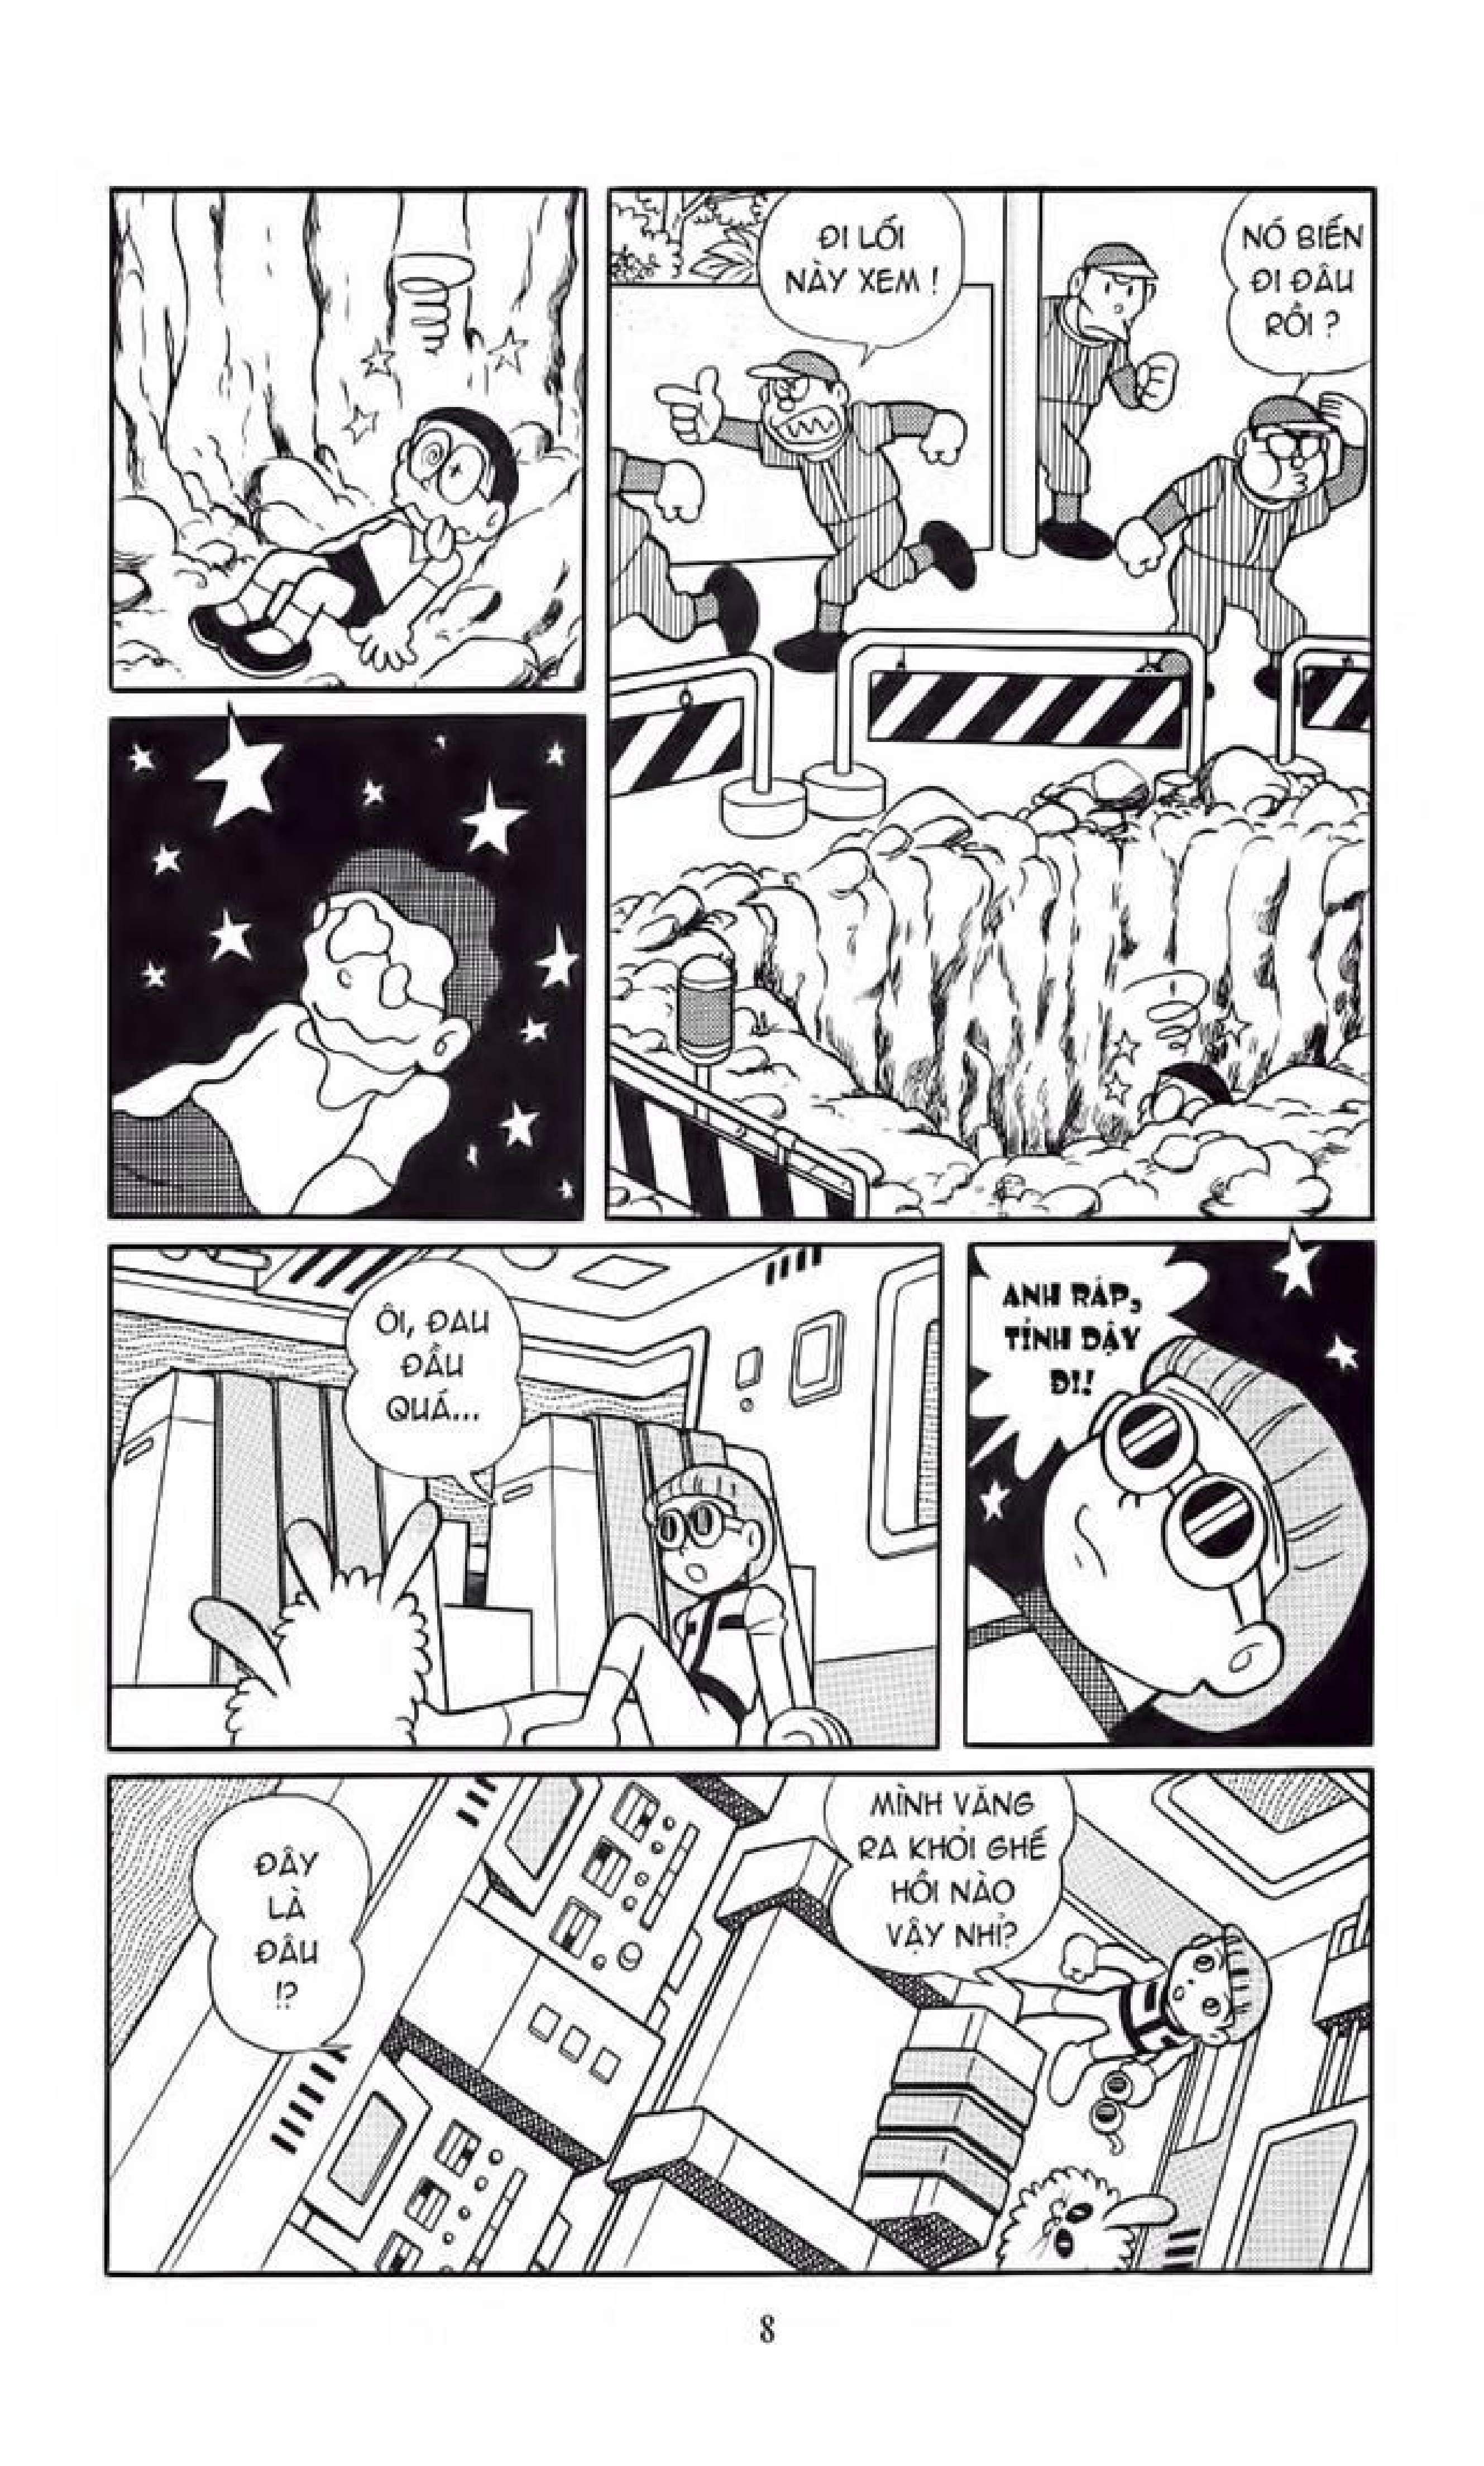 NÓ BIẾN
ĐI ĐÂU
RỒI ?
ĐI LỐI
NÀY XEM !
ANH RÁP,
TỈNH DẬY
ĐI!
ÔI, ĐAU
ĐẦU
QUÁ...
MÌNH VĂNG
RA KHỎI GHẾ
HỒI NÀO
VẬY NHỈ?
ĐÂY
LÀ
ĐÂU
!?
8